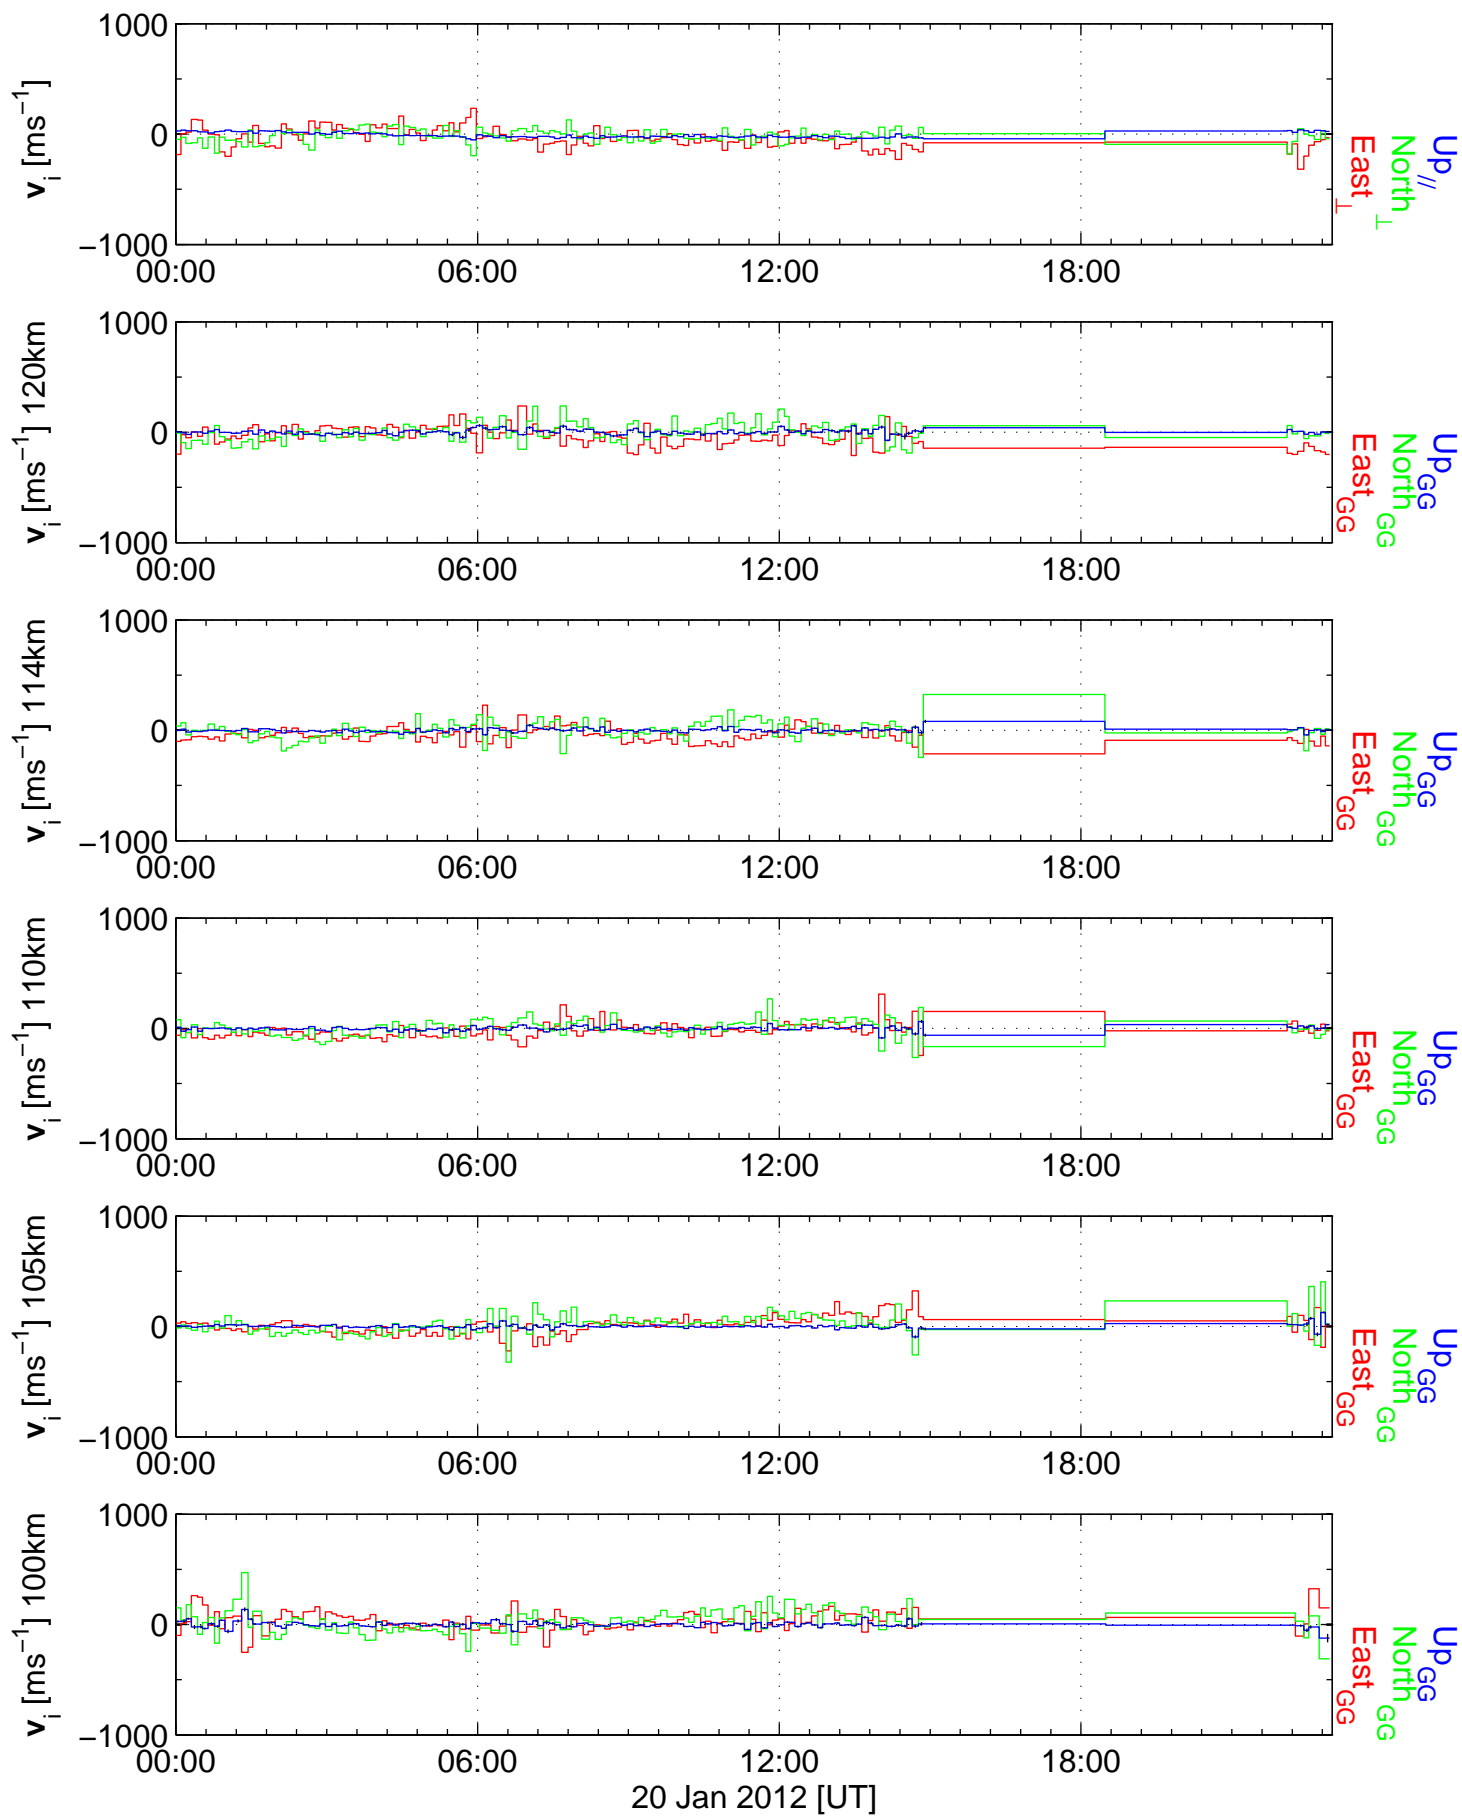 1000
0
−1000
v_i [ms^−1]
00:00 06:00 12:00 18:00
East_⊥
North_⊥
Up_//
1000
0
−1000
v_i [ms^−1] 120km
00:00 06:00 12:00 18:00
East_GG
North_GG
Up_GG
1000
0
−1000
v_i [ms^−1] 114km
00:00 06:00 12:00 18:00
East_GG
North_GG
Up_GG
1000
0
−1000
v_i [ms^−1] 110km
00:00 06:00 12:00 18:00
East_GG
North_GG
Up_GG
1000
0
−1000
v_i [ms^−1] 105km
00:00 06:00 12:00 18:00
East_GG
North_GG
Up_GG
1000
0
−1000
v_i [ms^−1] 100km
00:00 06:00 12:00 18:00
East_GG
North_GG
Up_GG
20 Jan 2012 [UT]